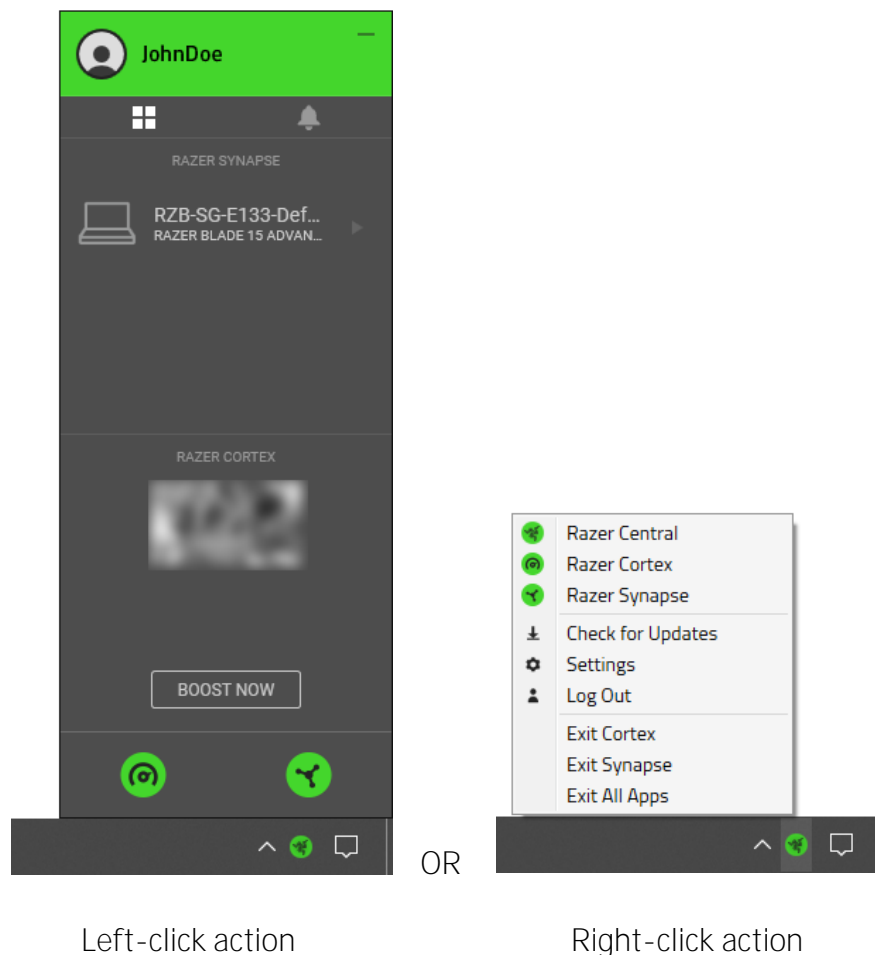 JohnDoe
RAZER SYNAPSE
RZB-SG-E133-Def...
RAZER BLADE 15 ADVAN...
RAZER CORTEX
BOOST NOW
OR
Razer Central
Razer Cortex
Razer Synapse
Check for Updates
Settings
Log Out
Exit Cortex
Exit Synapse
Exit All Apps
Left-click action
Right-click action